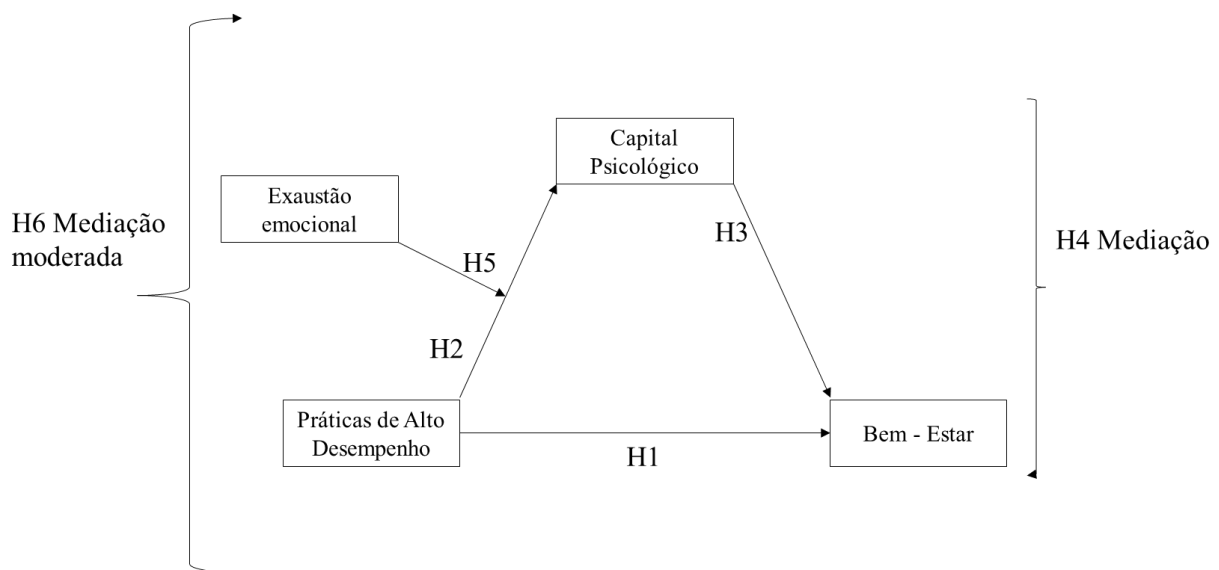 Capital
Psicológico
Exaustão
emocional
H6 Mediação
moderada
H3
H4 Mediação
H5
H2
Práticas de Alto
Desempenho
Bem - Estar
H1